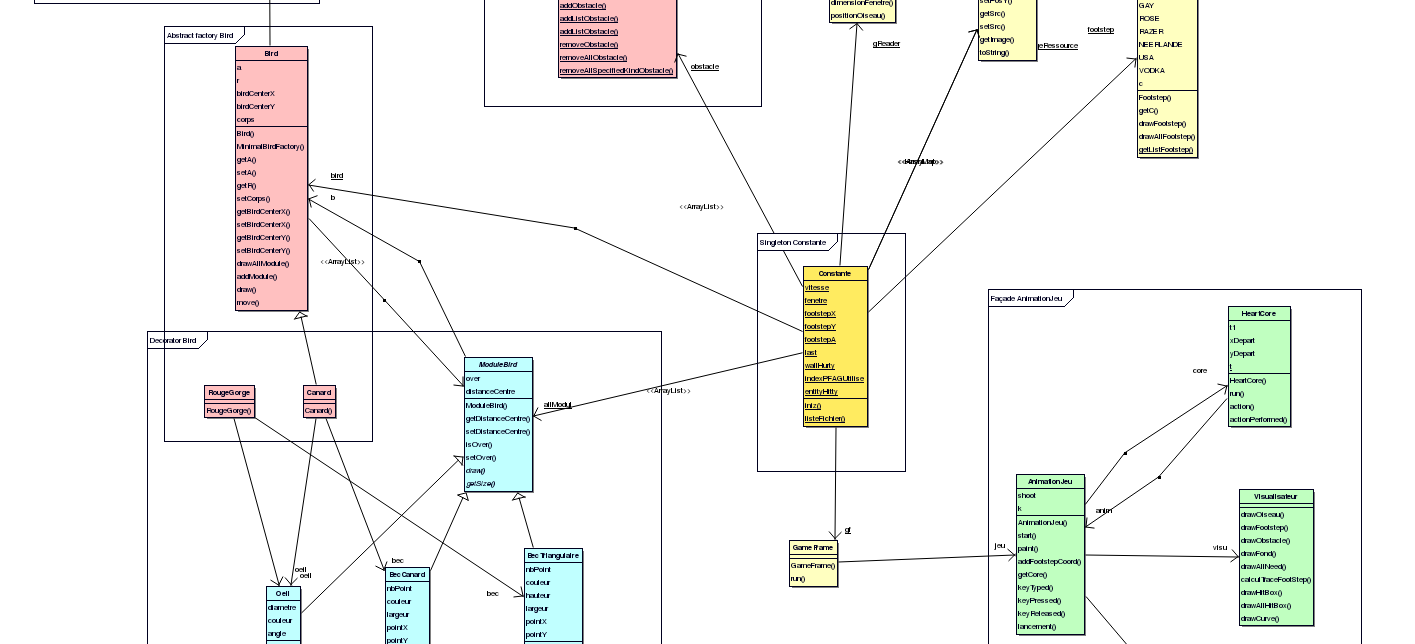 addObstacle()
addListObstacle()
addListObstacle()
removeObstacle()
removeAllObstacle()
removeAllSpecifiedKindObstacle()
obstacle
dimensionFenetre()
positionOiseau()
gReader
getSrc()
setSrc()
getImage()
toString()
footstep
GAY
ROSE
RAZER
NEERLANDE
USA
VODKA
c
Footstep()
getC()
drawFootstep()
drawAllFootstep()
getListFootstep()
Abstract factory Bird
Bird
a
r
birdCenterX
birdCenterY
corps
Bird()
MinimalBirdFactory()
getA()
setA()
getR()
setCorps()
getBirdCenterX()
setBirdCenterX()
getBirdCenterY()
setBirdCenterY()
drawAllModule()
addModule()
draw()
move()
bird
b
<<ArrayList>>
<<ArrayList>>
Singleton Constante
Constante
vitesse
fenetre
footstepX
footstepY
footstepA
last
wallHurty
indexPFAGUtilise
entityHitty
iniz()
listeFichier()
Decorator Bird
RougeGorge
RougeGorge()
Canard
Canard()
ModuleBird
over
distanceCentre
ModuleBird()
getDistanceCentre()
setDistanceCentre()
isOver()
setOver()
draw()
getSize()
allModul
<<ArrayList>>
oeil
oeil
bec
bec
Oeil
diametre
couleur
angle
BecCanard
nbPoint
couleur
largeur
pointX
pointY
BecTriangulaire
nbPoint
couleur
hauteur
largeur
pointX
pointY
gf
GameFrame
GameFrame()
run()
jeu
Façade AnimationJeu
HeartCore
t1
xDepart
yDepart
t
HeartCore()
run()
action()
actionPerformed()
core
anim
AnimationJeu
shoot
k
AnimationJeu()
start()
paint()
addFootstepCoord()
getCore()
keyTyped()
keyPressed()
keyReleased()
lancement()
visu
Visualisateur
drawOiseau()
drawFootstep()
drawObstacle()
drawFond()
drawAllNeed()
calculTraceFootStep()
drawHitBox()
drawAllHitBox()
drawCurve()